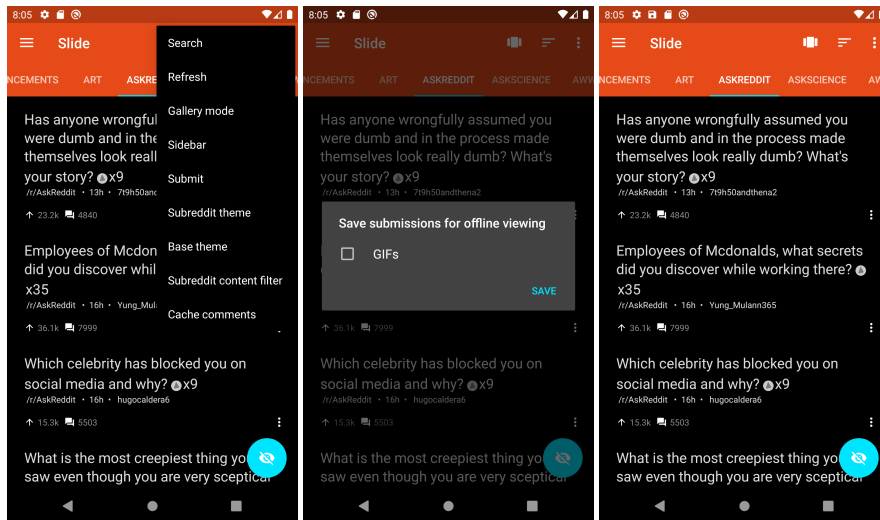 8:05
Slide
NCEMENTS ART ASKRE
Search
Refresh
Gallery mode
Sidebar
Submit
Subreddit theme
Base theme
Subreddit content filter
Cache comments
Has anyone wrongful
were dumb and in the
themselves look reall
your story? x9
/r/AskReddit • 13h • 7t9h50and
23.2k 4840
Employees of Mcdon
did you discover whil
x35
/r/AskReddit • 16h • Yung_Mul
36.1k 7999
Which celebrity has blocked you on
social media and why? x9
/r/AskReddit • 16h • hugocaldera6
15.3k 5503
What is the most creepiest thing yo
saw even though you are very sceptical
8:05
Slide
NCEMENTS ART ASKREDDIT ASKSCIENCE AWW
Has anyone wrongfully assumed you
were dumb and in the process made
themselves look really dumb? What's
your story? x9
/r/AskReddit • 13h • 7t9h50andthena2
Save submissions for offline viewing
GIFs
SAVE
36.1k 7999
Which celebrity has blocked you on
social media and why? x9
/r/AskReddit • 16h • hugocaldera6
15.3k 5503
What is the most creepiest thing yo
saw even though you are very sceptical
8:05
Slide
NCEMENTS ART ASKREDDIT ASKSCIENCE AW
Has anyone wrongfully assumed you
were dumb and in the process made
themselves look really dumb? What's
your story? x9
/r/AskReddit • 13h • 7t9h50andthena2
23.2k 4840
Employees of Mcdonalds, what secrets
did you discover while working there?
x35
/r/AskReddit • 16h • Yung_Mulann365
36.1k 7999
Which celebrity has blocked you on
social media and why? x9
/r/AskReddit • 16h • hugocaldera6
15.3k 5503
What is the most creepiest thing yo
saw even though you are very sceptical